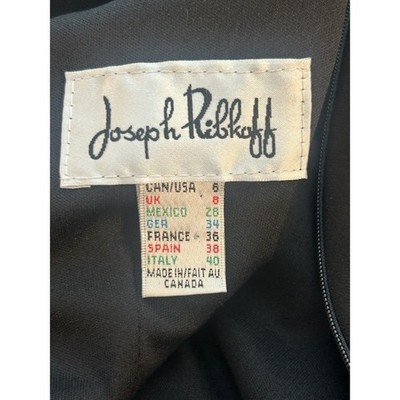 Joseph Ribkoff
CAN/USA 6
UK 8
MEXICO 28
GER 34
FRANCE 36
SPAIN 38
ITALY 40
MADE IN/FAIT AU
CANADA